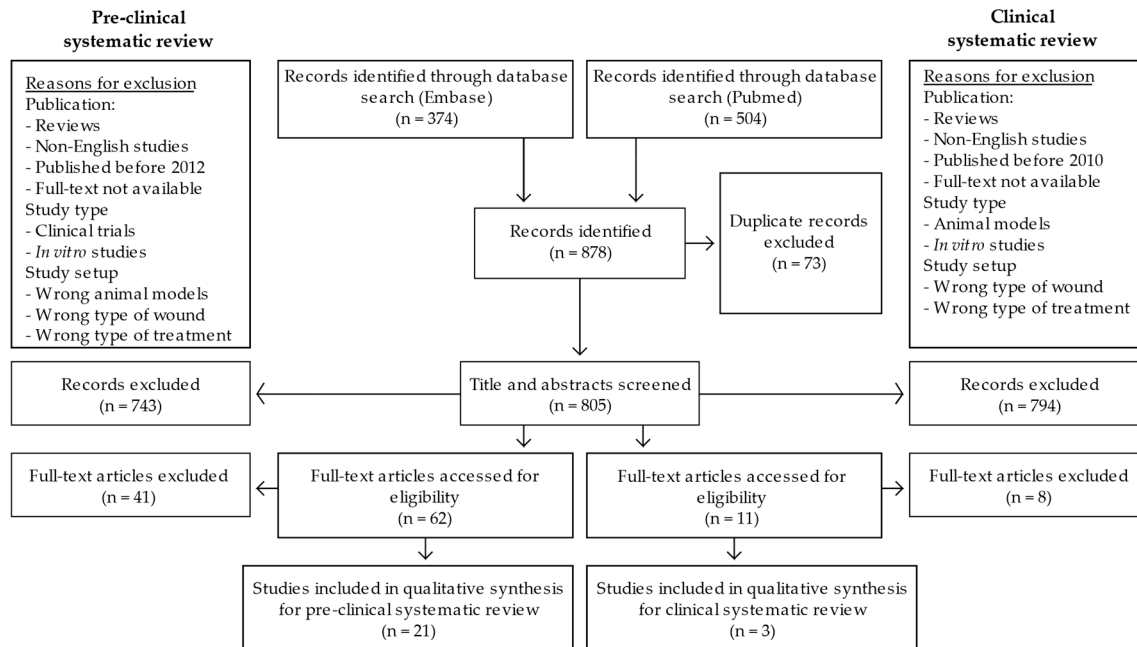 Pre-clinical
systematic review
Clinical
systematic review
Reasons for exclusion
Publication:
- Reviews
- Non-English studies
- Published before 2012
- Full-text not available
Study type
- Clinical trials
- In vitro studies
Study setup
- Wrong animal models
- Wrong type of wound
- Wrong type of treatment
Records identified through database
search (Embase)
(n = 374)
Records identified through database
search (Pubmed)
(n = 504)
Reasons for exclusion
Publication:
- Reviews
- Non-English studies
- Published before 2010
- Full-text not available
Study type
- Animal models
- In vitro studies
Study setup
- Wrong type of wound
- Wrong type of treatment
Records identified
(n = 878)
Duplicate records
excluded
(n = 73)
Records excluded
(n = 743)
Title and abstracts screened
(n = 805)
Records excluded
(n = 794)
Full-text articles excluded
(n = 41)
Full-text articles accessed for
eligibility
(n = 62)
Full-text articles accessed for
eligibility
(n = 11)
Full-text articles excluded
(n = 8)
Studies included in qualitative synthesis
for pre-clinical systematic review
(n = 21)
Studies included in qualitative synthesis
for clinical systematic review
(n = 3)